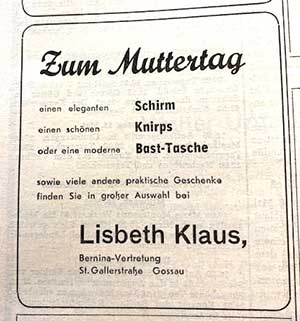 Zum Muttertag
einen eleganten Schirm
einen schönen Knirps
oder eine moderne Bast-Tasche
sowie viele andere praktische Geschenke
finden Sie in großer Auswahl bei
Lisbeth Klaus,
Bernina-Vertretung
St. Gallerstraße Gossau